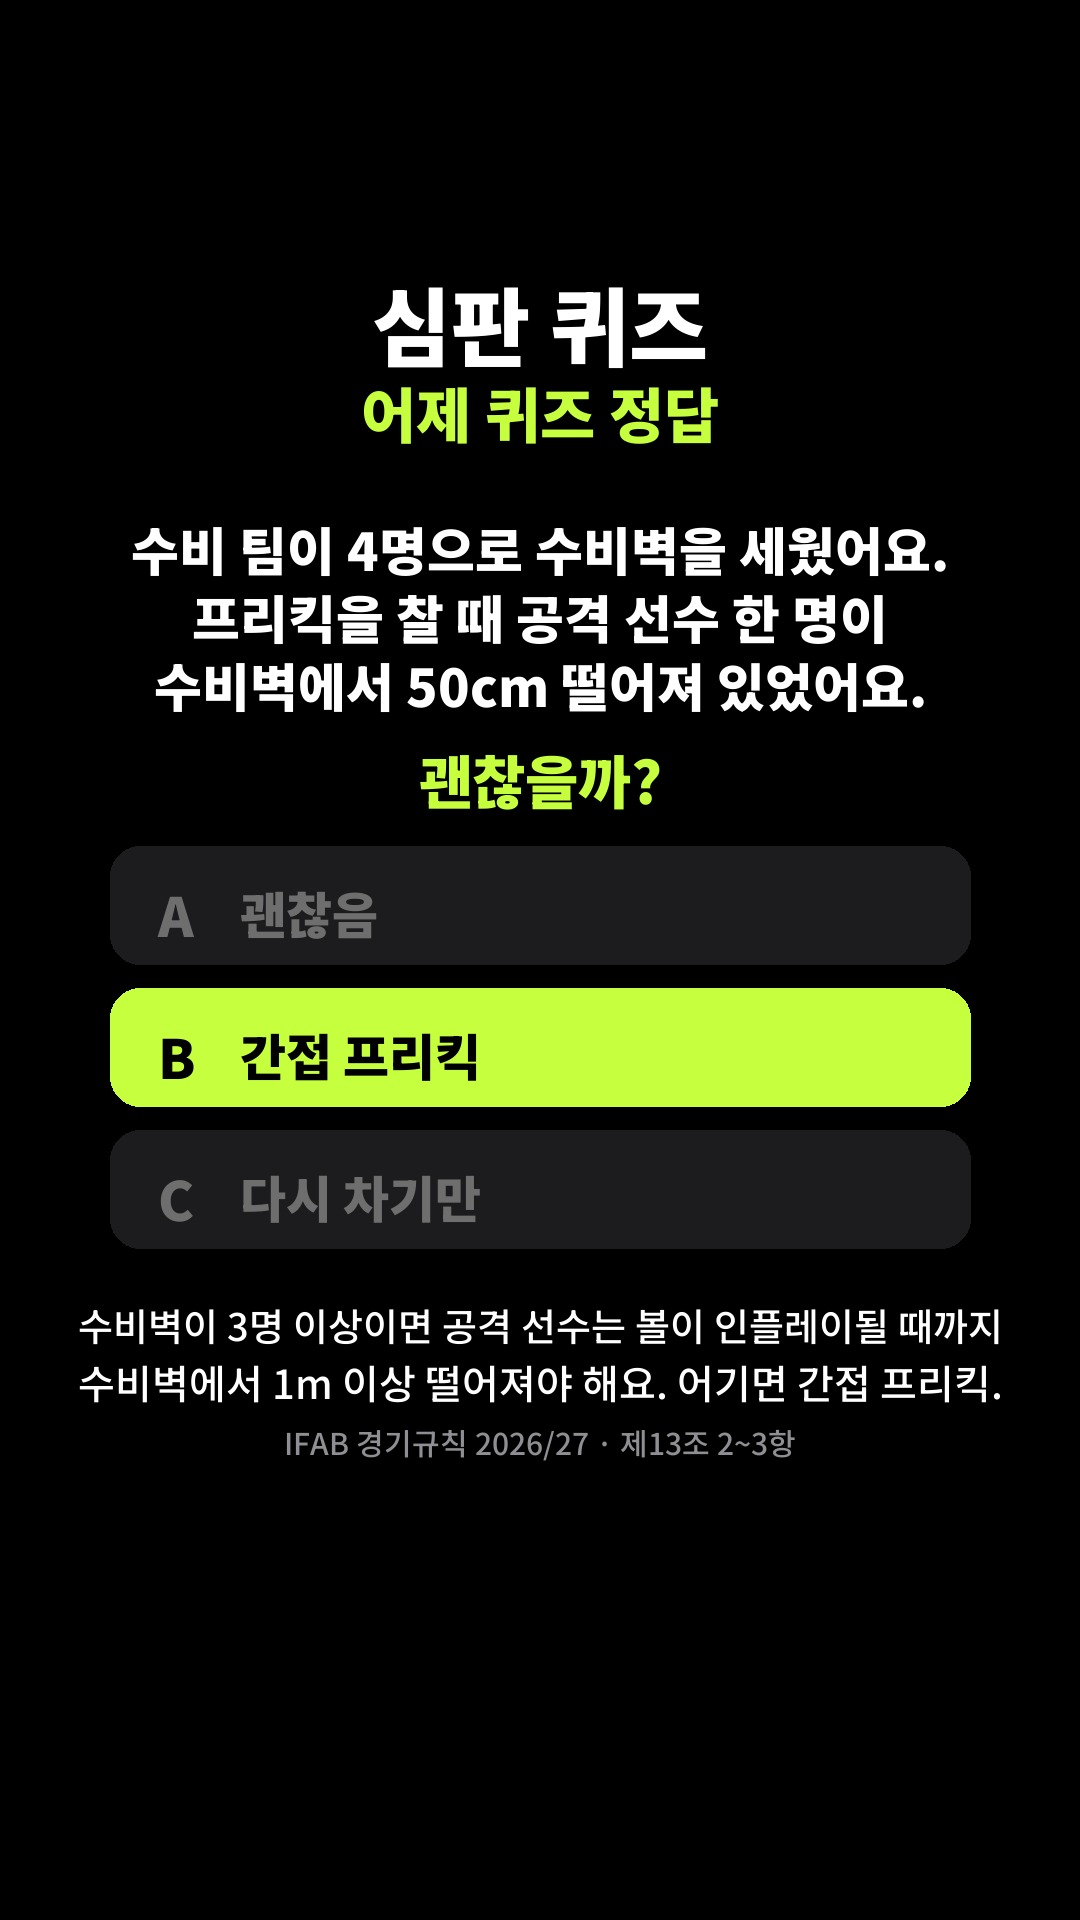 심판 퀴즈
어제 퀴즈 정답
수비 팀이 4명으로 수비벽을 세웠어요.
프리킥을 찰 때 공격 선수 한 명이
수비벽에서 50cm 떨어져 있었어요.
괜찮을까?
A 괜찮음
B 간접 프리킥
C 다시 차기만
수비벽이 3명 이상이면 공격 선수는 볼이 인플레이될 때까지
수비벽에서 1m 이상 떨어져야 해요. 어기면 간접 프리킥.
IFAB 경기규칙 2026/27 · 제13조 2~3항